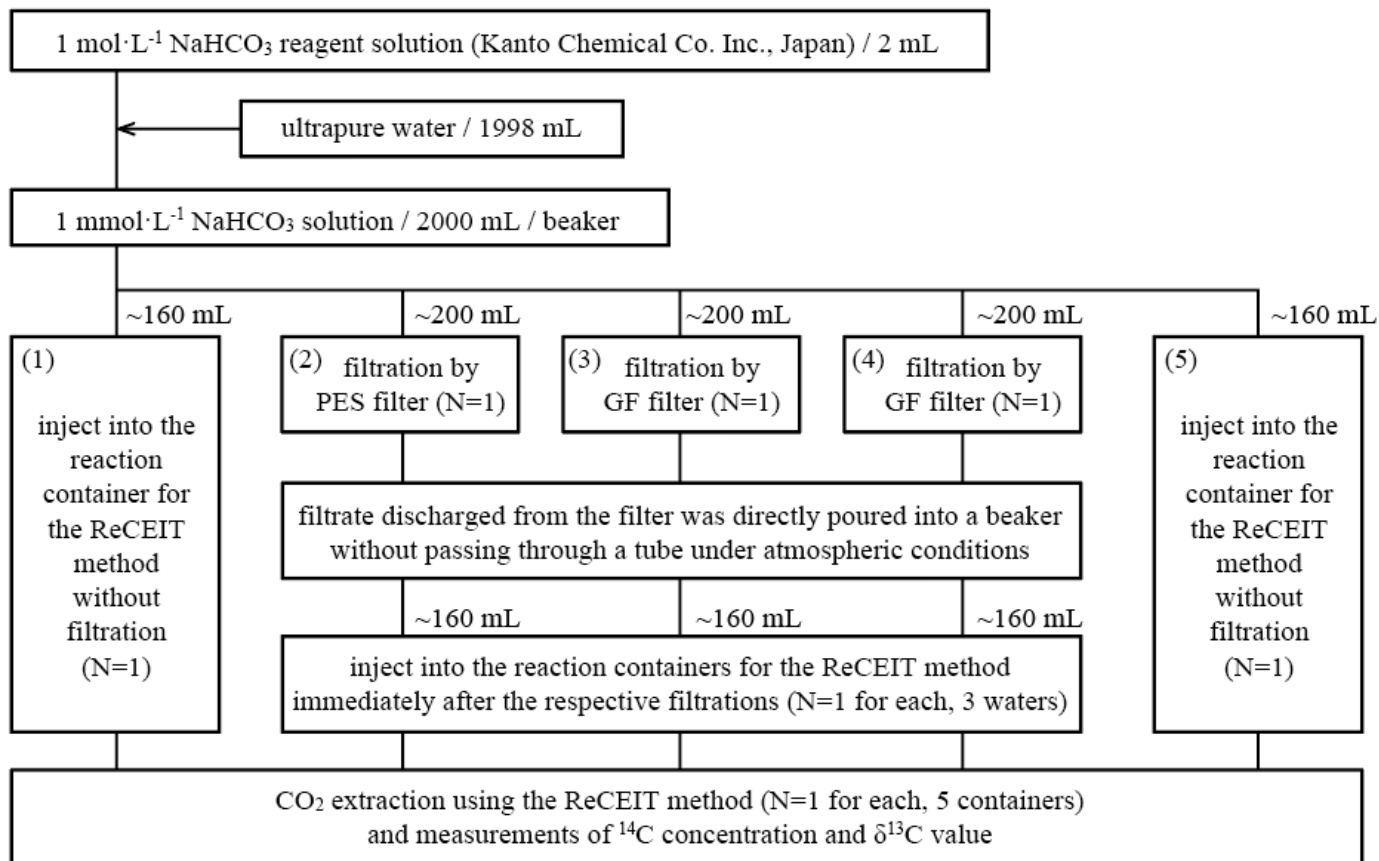 1 mol·L⁻¹ NaHCO₃ reagent solution (Kanto Chemical Co. Inc., Japan) / 2 mL
ultrapure water / 1998 mL
1 mmol·L⁻¹ NaHCO₃ solution / 2000 mL / beaker
~160 mL
~200 mL
~200 mL
~200 mL
~160 mL
(1)
inject into the
reaction
container for
the ReCEIT
method
without
filtration
(N=1)
(2) filtration by
PES filter (N=1)
(3) filtration by
GF filter (N=1)
(4) filtration by
GF filter (N=1)
(5)
inject into the
reaction
container for
the ReCEIT
method
without
filtration
(N=1)
filtrate discharged from the filter was directly poured into a beaker
without passing through a tube under atmospheric conditions
~160 mL
~160 mL
~160 mL
inject into the reaction containers for the ReCEIT method
immediately after the respective filtrations (N=1 for each, 3 waters)
CO₂ extraction using the ReCEIT method (N=1 for each, 5 containers)
and measurements of ¹⁴C concentration and δ¹³C value